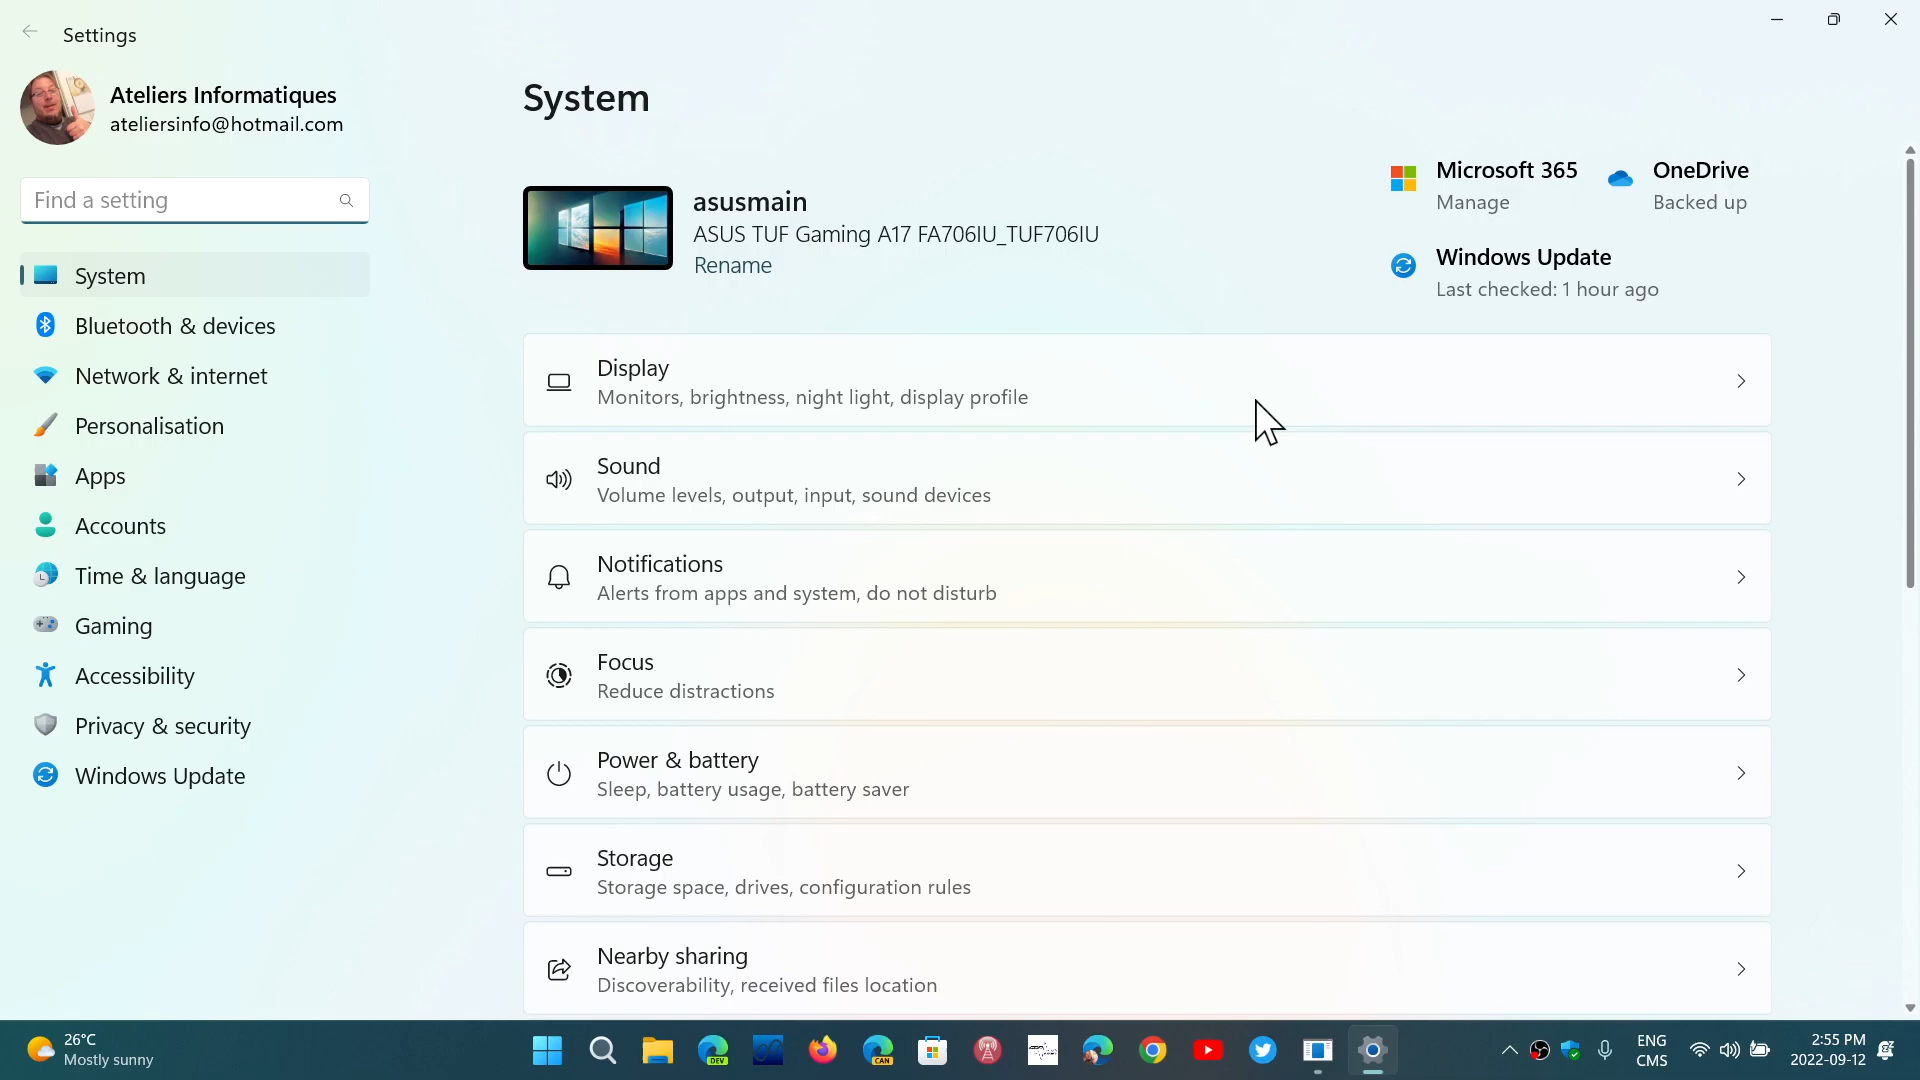 Settings
Ateliers Informatiques
ateliersinfo@hotmail.com
Find a setting
System
Bluetooth & devices
Network & internet
Personalisation
Apps
Accounts
Time & language
Gaming
Accessibility
Privacy & security
Windows Update
System
asusmain
ASUS TUF Gaming A17 FA706IU_TUF706IU
Rename
Microsoft 365
Manage
OneDrive
Backed up
Windows Update
Last checked: 1 hour ago
Display
Monitors, brightness, night light, display profile
Sound
Volume levels, output, input, sound devices
Notifications
Alerts from apps and system, do not disturb
Focus
Reduce distractions
Power & battery
Sleep, battery usage, battery saver
Storage
Storage space, drives, configuration rules
Nearby sharing
Discoverability, received files location
26°C
Mostly sunny
DEV
CAN
ENG
CMS
2:55 PM
2022-09-12